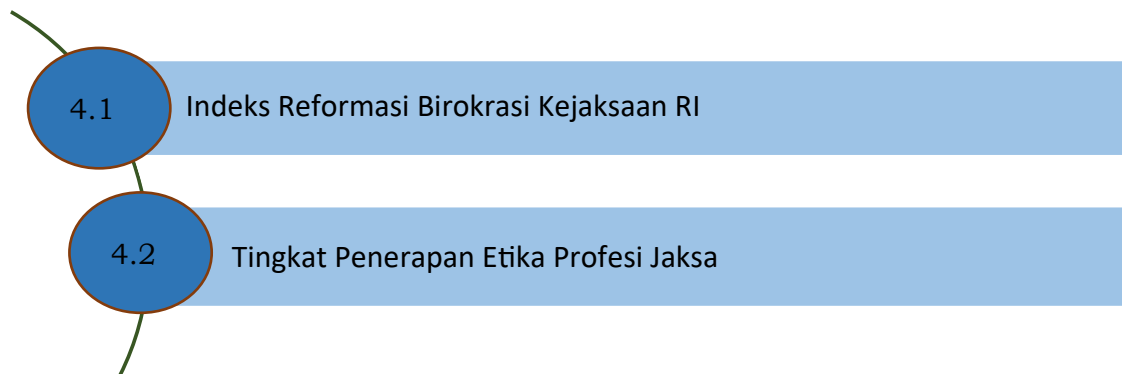 4.1 Indeks Reformasi Birokrasi Kejaksaan RI
4.2 Tingkat Penerapan Etika Profesi Jaksa